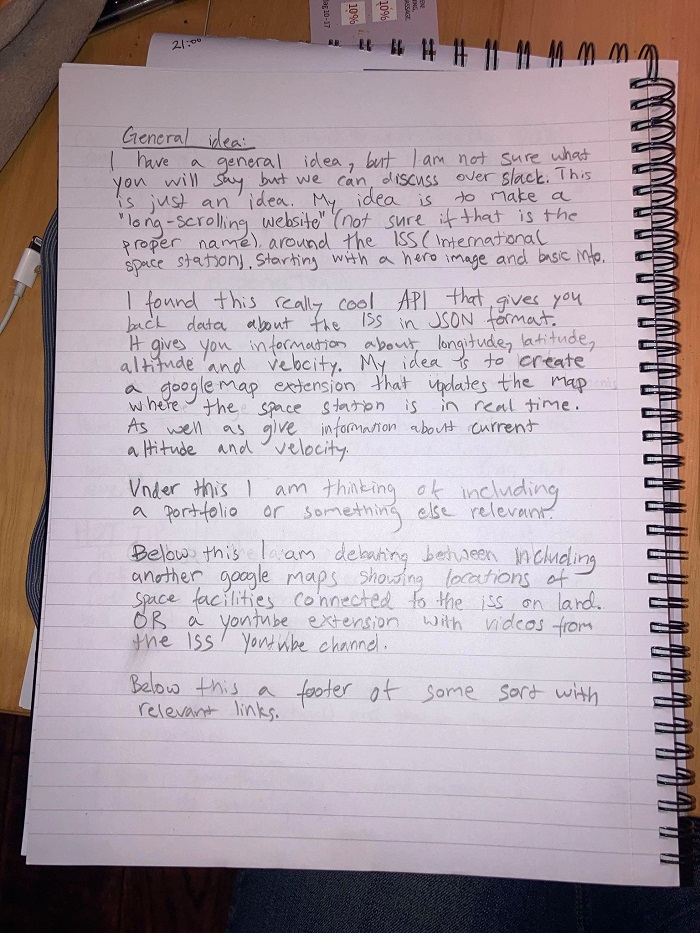 21:00
10%
10%
General idea:
I have a general idea, but I am not sure what
you will say but we can discuss over slack. This
is just an idea. My idea is to make a
"long-scrolling website" (not sure if that is the
proper name) around the ISS (International
space station). Starting with a hero image and basic info.
I found this really cool API that gives you
back data about the ISS in JSON format.
It gives you information about longitude, latitude,
altitude and velocity. My idea is to create
a google map extension that updates the map
where the space station is in real time.
As well as give information about current
altitude and velocity.
Under this I am thinking of including
a portfolio or something else relevant.
Below this I am debating between including
another google maps showing locations of
space facilities connected to the iss on land.
OR a youtube extension with videos from
the ISS youtube channel.
Below this a footer of some sort with
relevant links.